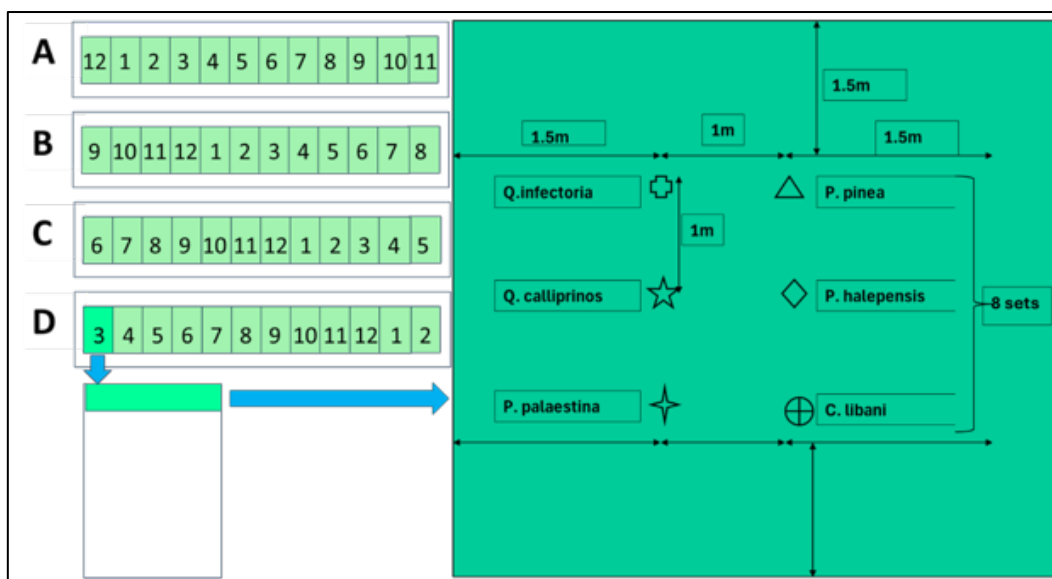 A
12 1 2 3 4 5 6 7 8 9 10 11
B
9 10 11 12 1 2 3 4 5 6 7 8
C
6 7 8 9 10 11 12 1 2 3 4 5
D
3 4 5 6 7 8 9 10 11 12 1 2
1.5m
1.5m
1m
1.5m
Q.infectoria
P. pinea
1m
Q. calliprinos
P. halepensis
8 sets
P. palaestina
C. libani